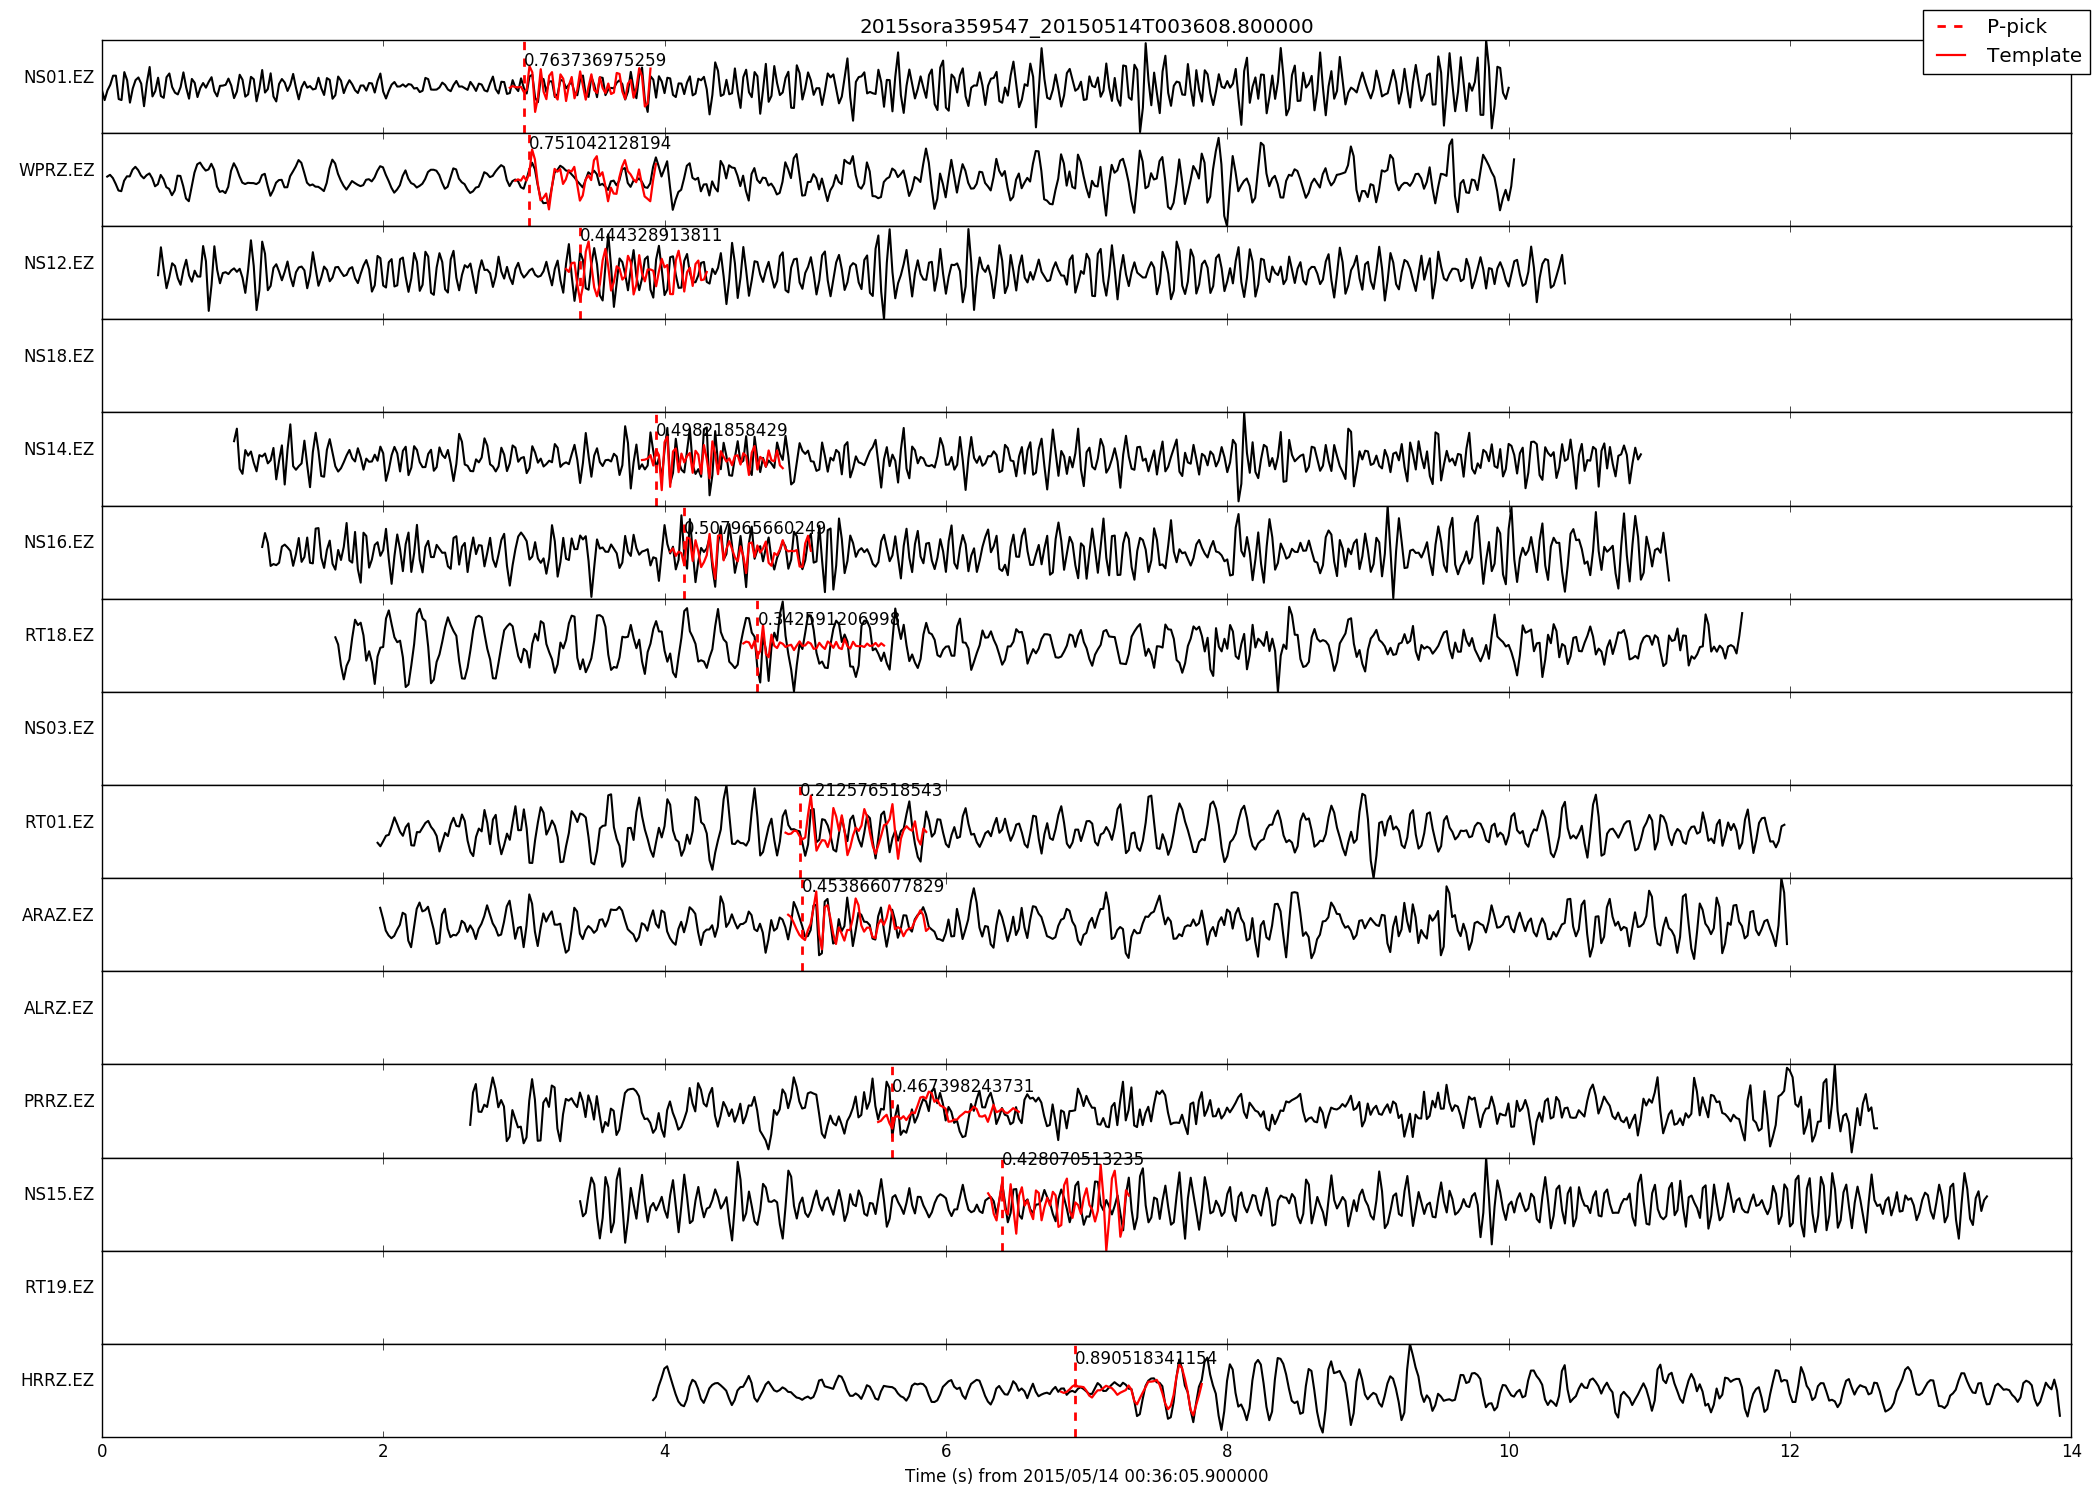 2015sora359547_20150514T003608.800000
P-pick
Template
NS01.EZ
0.763736975259
WPRZ.EZ
0.751042128194
NS12.EZ
0.444328913811
NS18.EZ
NS14.EZ
0.49821858429
NS16.EZ
0.507965660249
RT18.EZ
0.342591206998
NS03.EZ
RT01.EZ
0.212576518543
ARAZ.EZ
0.453866077829
ALRZ.EZ
PRRZ.EZ
0.467398243731
NS15.EZ
0.428070513235
RT19.EZ
HRRZ.EZ
0.890518341154
0 2 4 6 8 10 12 14
Time (s) from 2015/05/14 00:36:05.900000